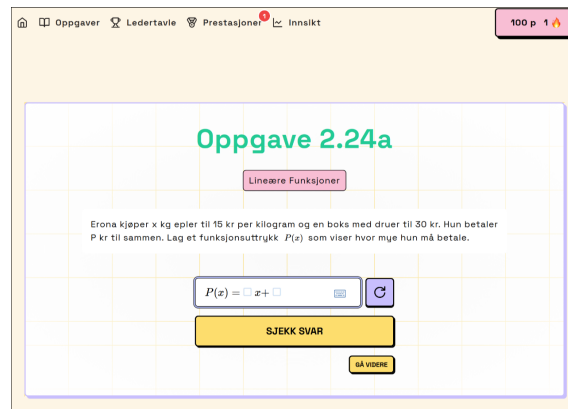 Oppgaver Ledertavle Prestasjoner 1 Innsikt 100 p 1
Oppgave 2.24a
Lineære Funksjoner
Erona kjøper x kg epler til 15 kr per kilogram og en boks med druer til 30 kr. Hun betaler
P kr til sammen. Lag et funksjonsuttrykk P(x) som viser hvor mye hun må betale.
P(x) = □ x+ □
SJEKK SVAR
GÅ VIDERE